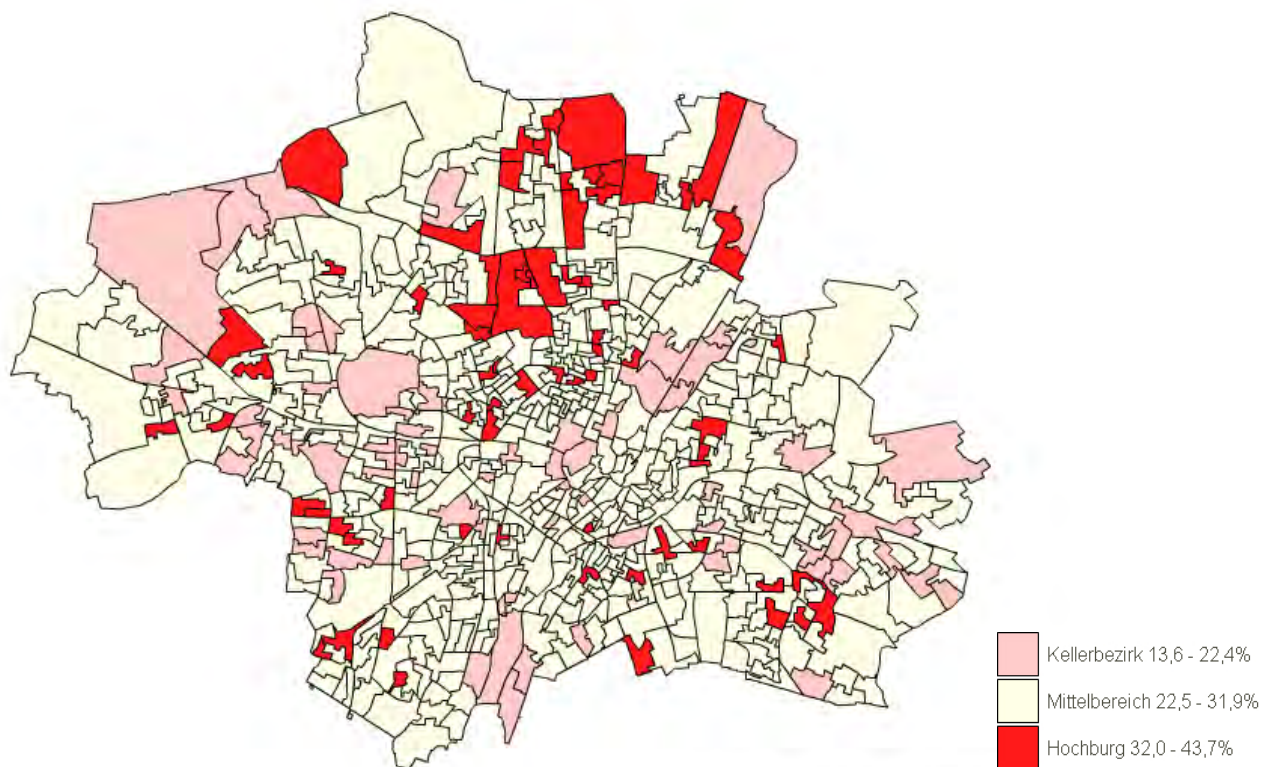 Kellerbezirk 13,6 - 22,4%
Mittelbereich 22,5 - 31,9%
Hochburg 32,0 - 43,7%